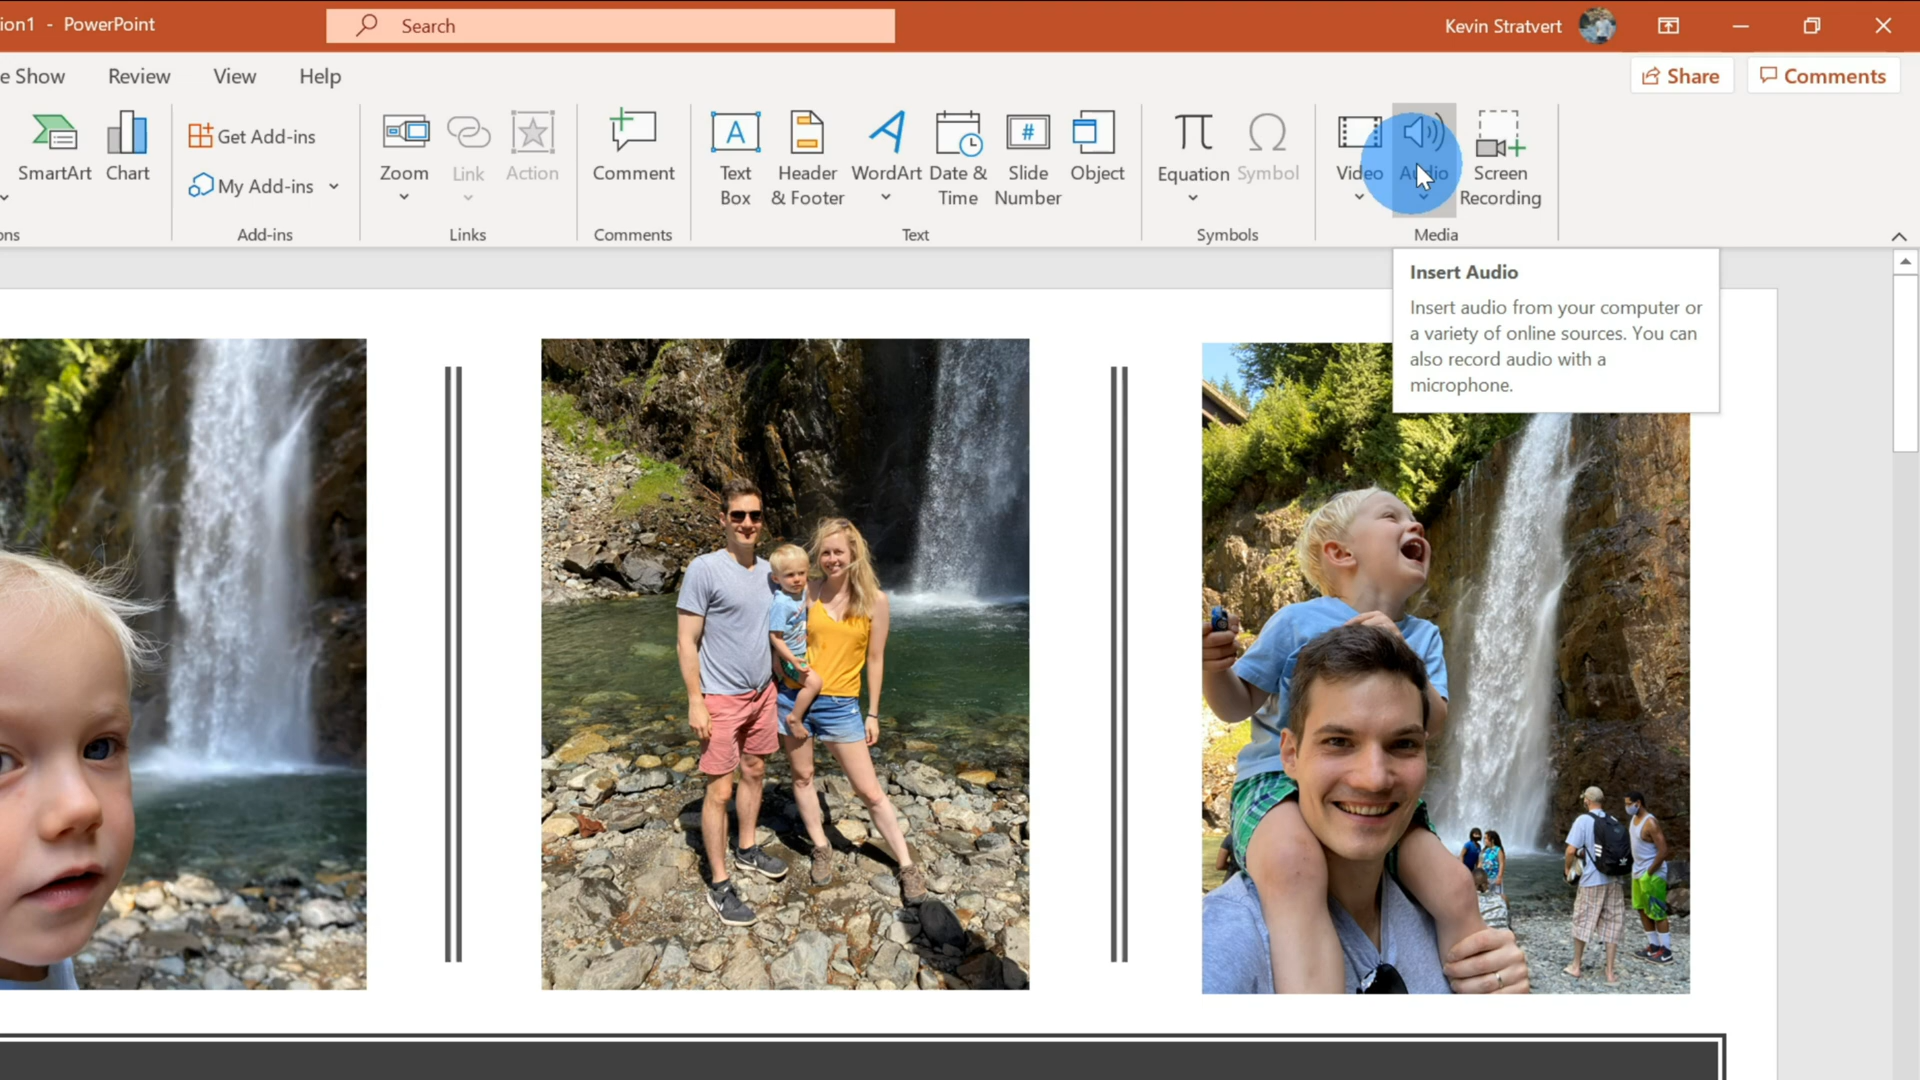 ion1 - PowerPoint
Search
Kevin Stratvert
e Show Review View Help
Share Comments
SmartArt Chart
Get Add-ins
My Add-ins
Zoom Link Action
Comment
Text Box
Header & Footer
WordArt
Date & Time
Slide Number
Object
Equation Symbol
Video Audio
Screen Recording
ons Add-ins Links Comments Text Symbols Media
Insert Audio
Insert audio from your computer or
a variety of online sources. You can
also record audio with a
microphone.